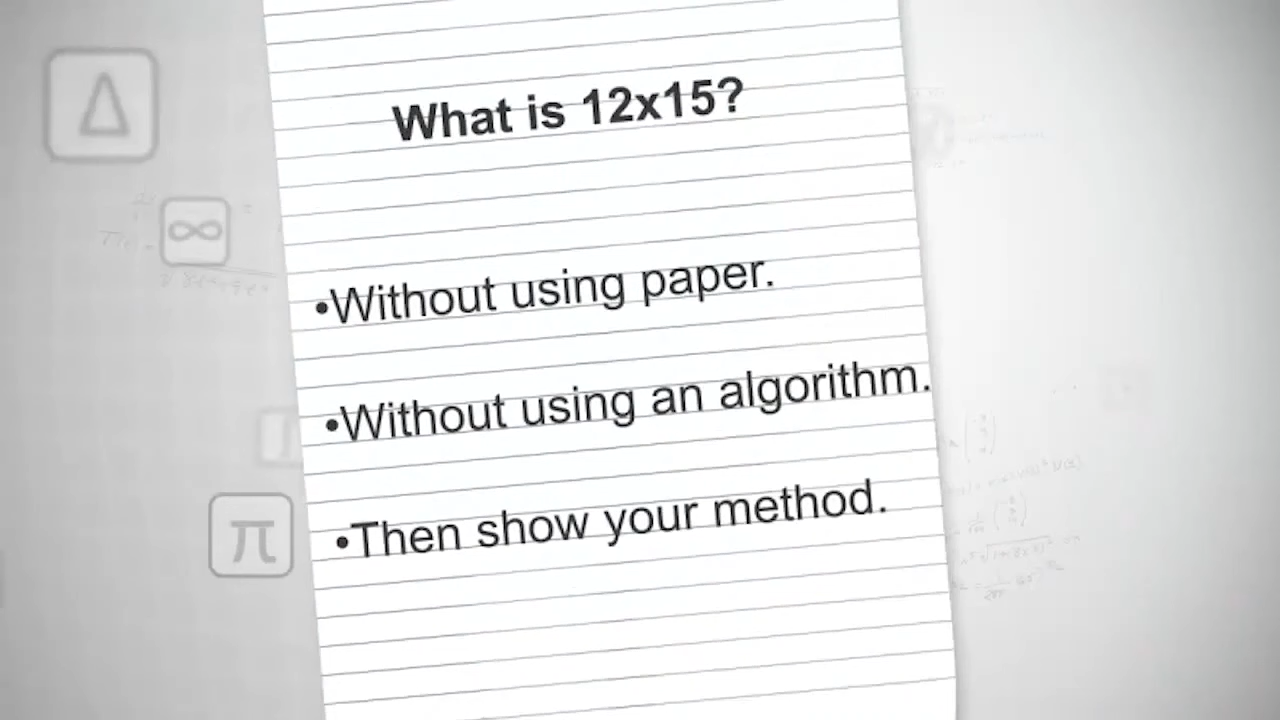 Δ
What is 12x15?
∞
•Without using paper.
•Without using an algorithm.
π
•Then show your method.